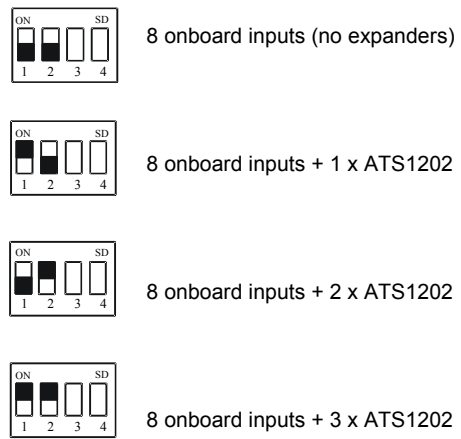 ON SD
8 onboard inputs (no expanders)
1 2 3 4
ON SD
8 onboard inputs + 1 x ATS1202
1 2 3 4
ON SD
8 onboard inputs + 2 x ATS1202
1 2 3 4
ON SD
8 onboard inputs + 3 x ATS1202
1 2 3 4